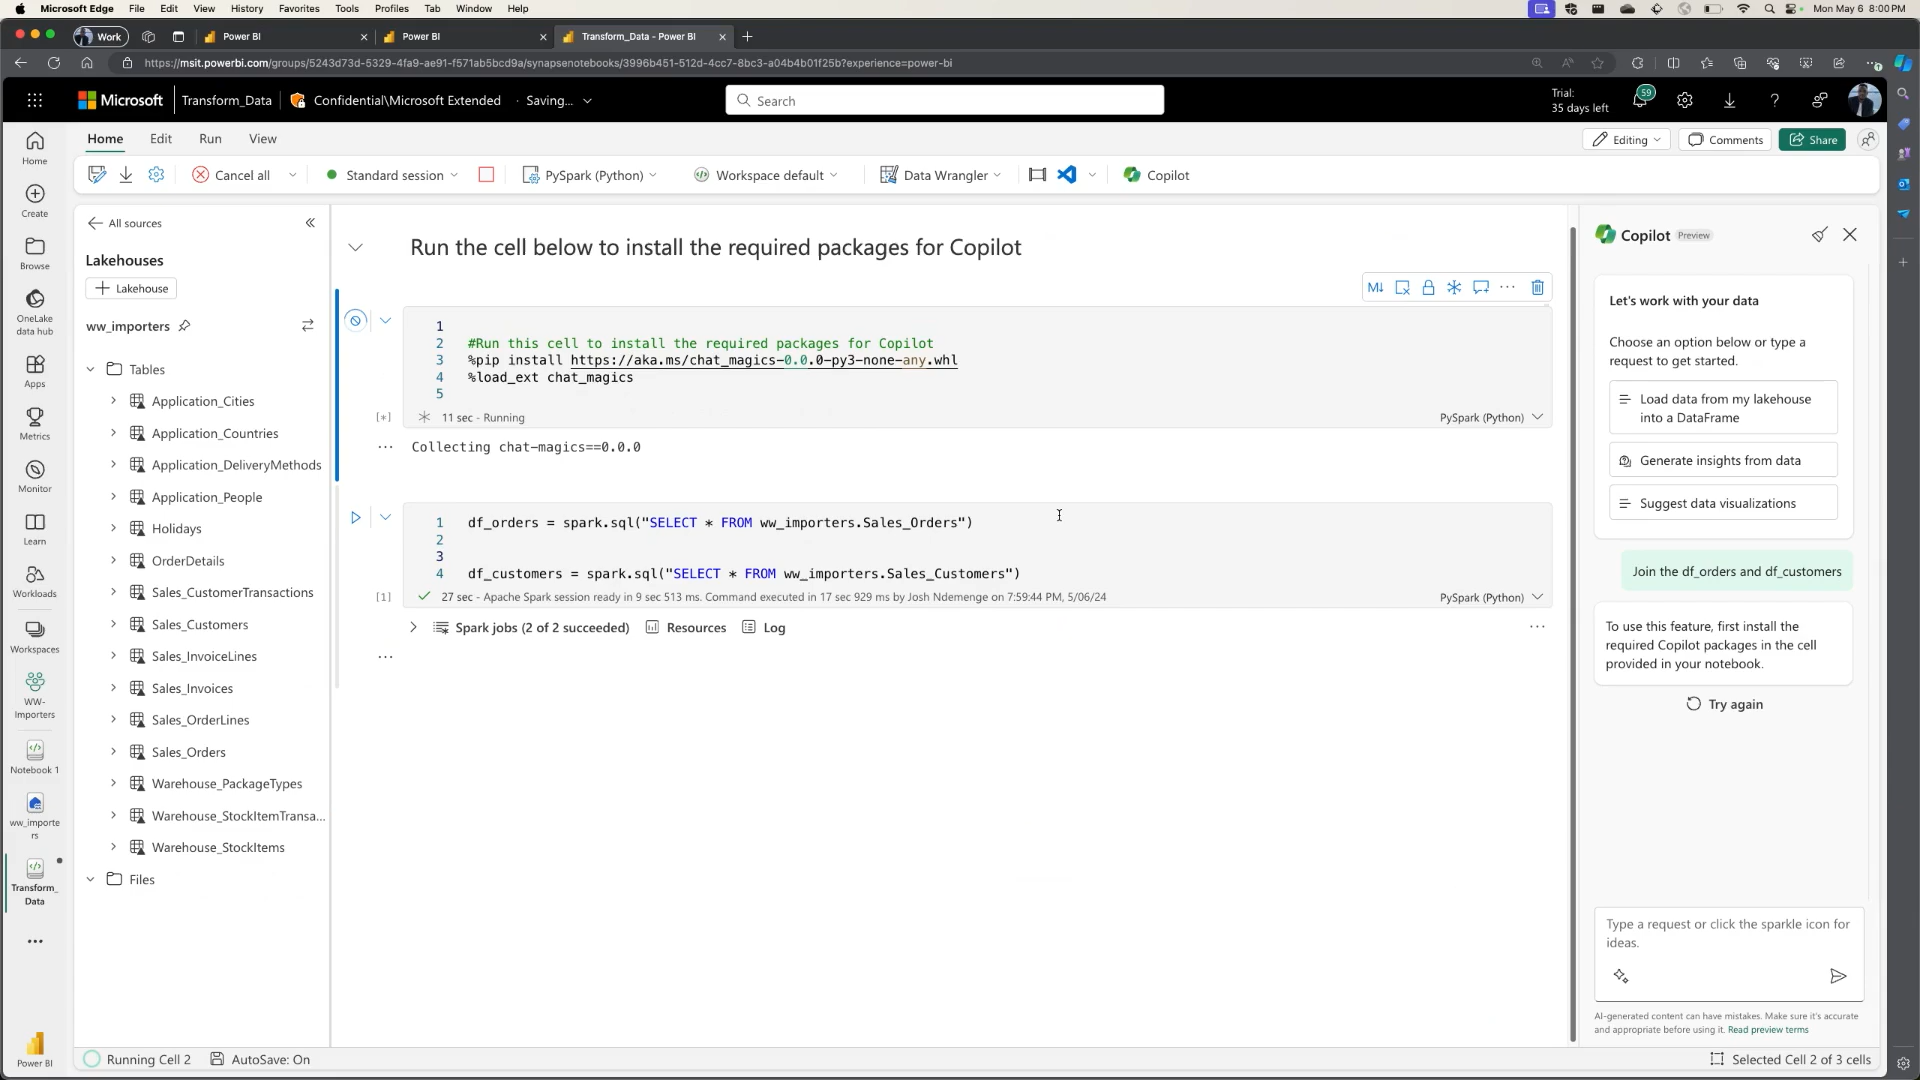 Microsoft Edge File Edit View History Favorites Tools Profiles Tab Window Help
Mon May 6 8:00 PM
Work
Power BI
Power BI
Transform_Data - Power BI
https://msit.powerbi.com/groups/5243d73d-5329-4fa9-ae91-f571ab5bcd9a/synapsenotebooks/3996b451-512d-4cc7-8bc3-a04b4b01f25b?experience=power-bi
Microsoft
Transform_Data
Confidential\Microsoft Extended · Saving...
Search
Trial:
35 days left
59
Home Edit Run View
Editing
Comments
Share
Cancel all
Standard session
PySpark (Python)
Workspace default
Data Wrangler
Copilot
Home
Create
Browse
OneLake
data hub
Apps
Metrics
Monitor
Learn
Workloads
Workspaces
WW-
Importers
Notebook 1
ww_importe
rs
Transform_
Data
Power BI
All sources
Lakehouses
Lakehouse
ww_importers
Tables
Application_Cities
Application_Countries
Application_DeliveryMethods
Application_People
Holidays
OrderDetails
Sales_CustomerTransactions
Sales_Customers
Sales_InvoiceLines
Sales_Invoices
Sales_OrderLines
Sales_Orders
Warehouse_PackageTypes
Warehouse_StockItemTransa...
Warehouse_StockItems
Files
Run the cell below to install the required packages for Copilot
M↓
1
2 #Run this cell to install the required packages for Copilot
3 %pip install https://aka.ms/chat_magics-0.0.0-py3-none-any.whl
4 %load_ext chat_magics
5
[*]
11 sec - Running
PySpark (Python)
Collecting chat-magics==0.0.0
1 df_orders = spark.sql("SELECT * FROM ww_importers.Sales_Orders")
2
3
4 df_customers = spark.sql("SELECT * FROM ww_importers.Sales_Customers")
[1]
27 sec - Apache Spark session ready in 9 sec 513 ms. Command executed in 17 sec 929 ms by Josh Ndemenge on 7:59:44 PM, 5/06/24
PySpark (Python)
Spark jobs (2 of 2 succeeded)
Resources
Log
Copilot Preview
Let's work with your data
Choose an option below or type a
request to get started.
Load data from my lakehouse
into a DataFrame
Generate insights from data
Suggest data visualizations
Join the df_orders and df_customers
To use this feature, first install the
required Copilot packages in the cell
provided in your notebook.
Try again
Type a request or click the sparkle icon for
ideas.
AI-generated content can have mistakes. Make sure it's accurate
and appropriate before using it. Read preview terms
Running Cell 2
AutoSave: On
Selected Cell 2 of 3 cells